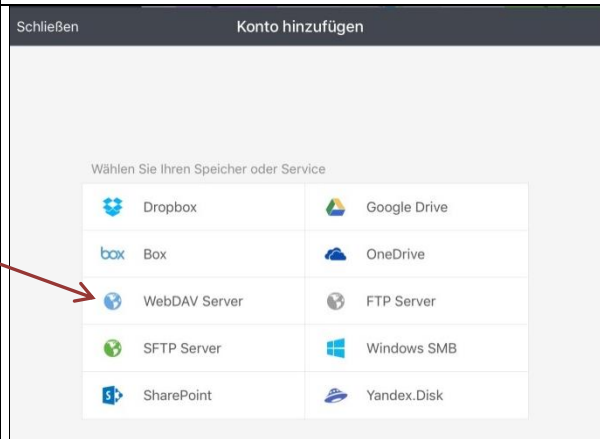 Schließen Konto hinzufügen
Wählen Sie Ihren Speicher oder Service
Dropbox Google Drive
box Box OneDrive
WebDAV Server FTP Server
SFTP Server Windows SMB
S SharePoint Yandex.Disk